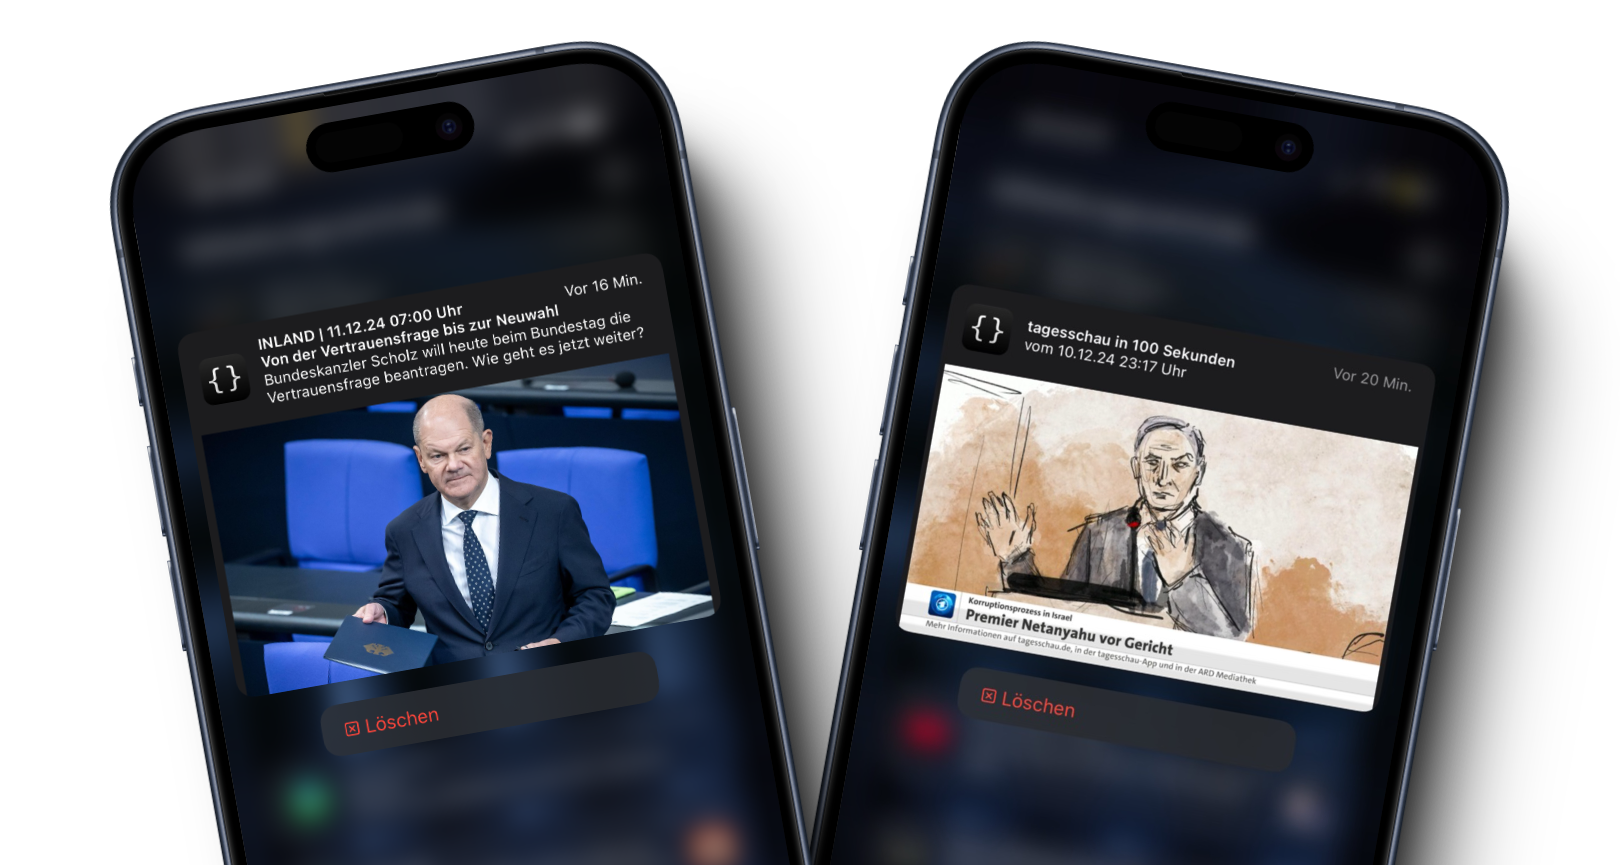 Vor 16 Min.
INLAND | 11.12.24 07:00 Uhr
Von der Vertrauensfrage bis zur Neuwahl
Bundeskanzler Scholz will heute beim Bundestag die
Vertrauensfrage beantragen. Wie geht es jetzt weiter?
{}
Löschen
{}
tagesschau in 100 Sekunden
vom 10.12.24 23:17 Uhr
Vor 20 Min.
Korruptionsprozess in Israel
Premier Netanyahu vor Gericht
Mehr Informationen auf tagesschau.de, in der tagesschau-App und in der ARD Mediathek
Löschen